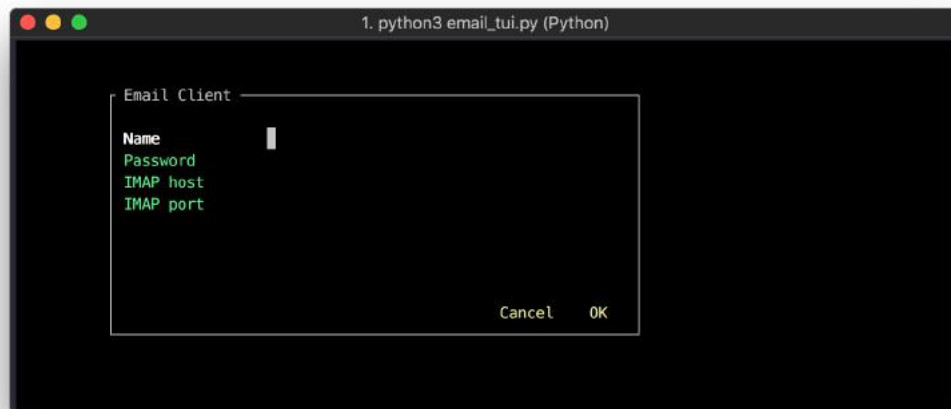 1. python3 email_tui.py (Python)
Email Client
Name
Password
IMAP host
IMAP port
Cancel OK